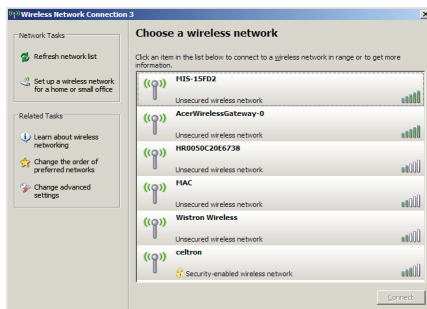 Wireless Network Connection 3
Network Tasks
Refresh network list
Set up a wireless network
for a home or small office
Related Tasks
Learn about wireless
networking
Change the order of
preferred networks
Change advanced
settings
Choose a wireless network
Click an item in the list below to connect to a wireless network in range or to get more
information.
MIS-15FD2
Unsecured wireless network
AcerWirelessGateway-0
Unsecured wireless network
HR0050C20E6738
Unsecured wireless network
MAC
Unsecured wireless network
Wistron Wireless
Unsecured wireless network
celtron
Security-enabled wireless network
Connect